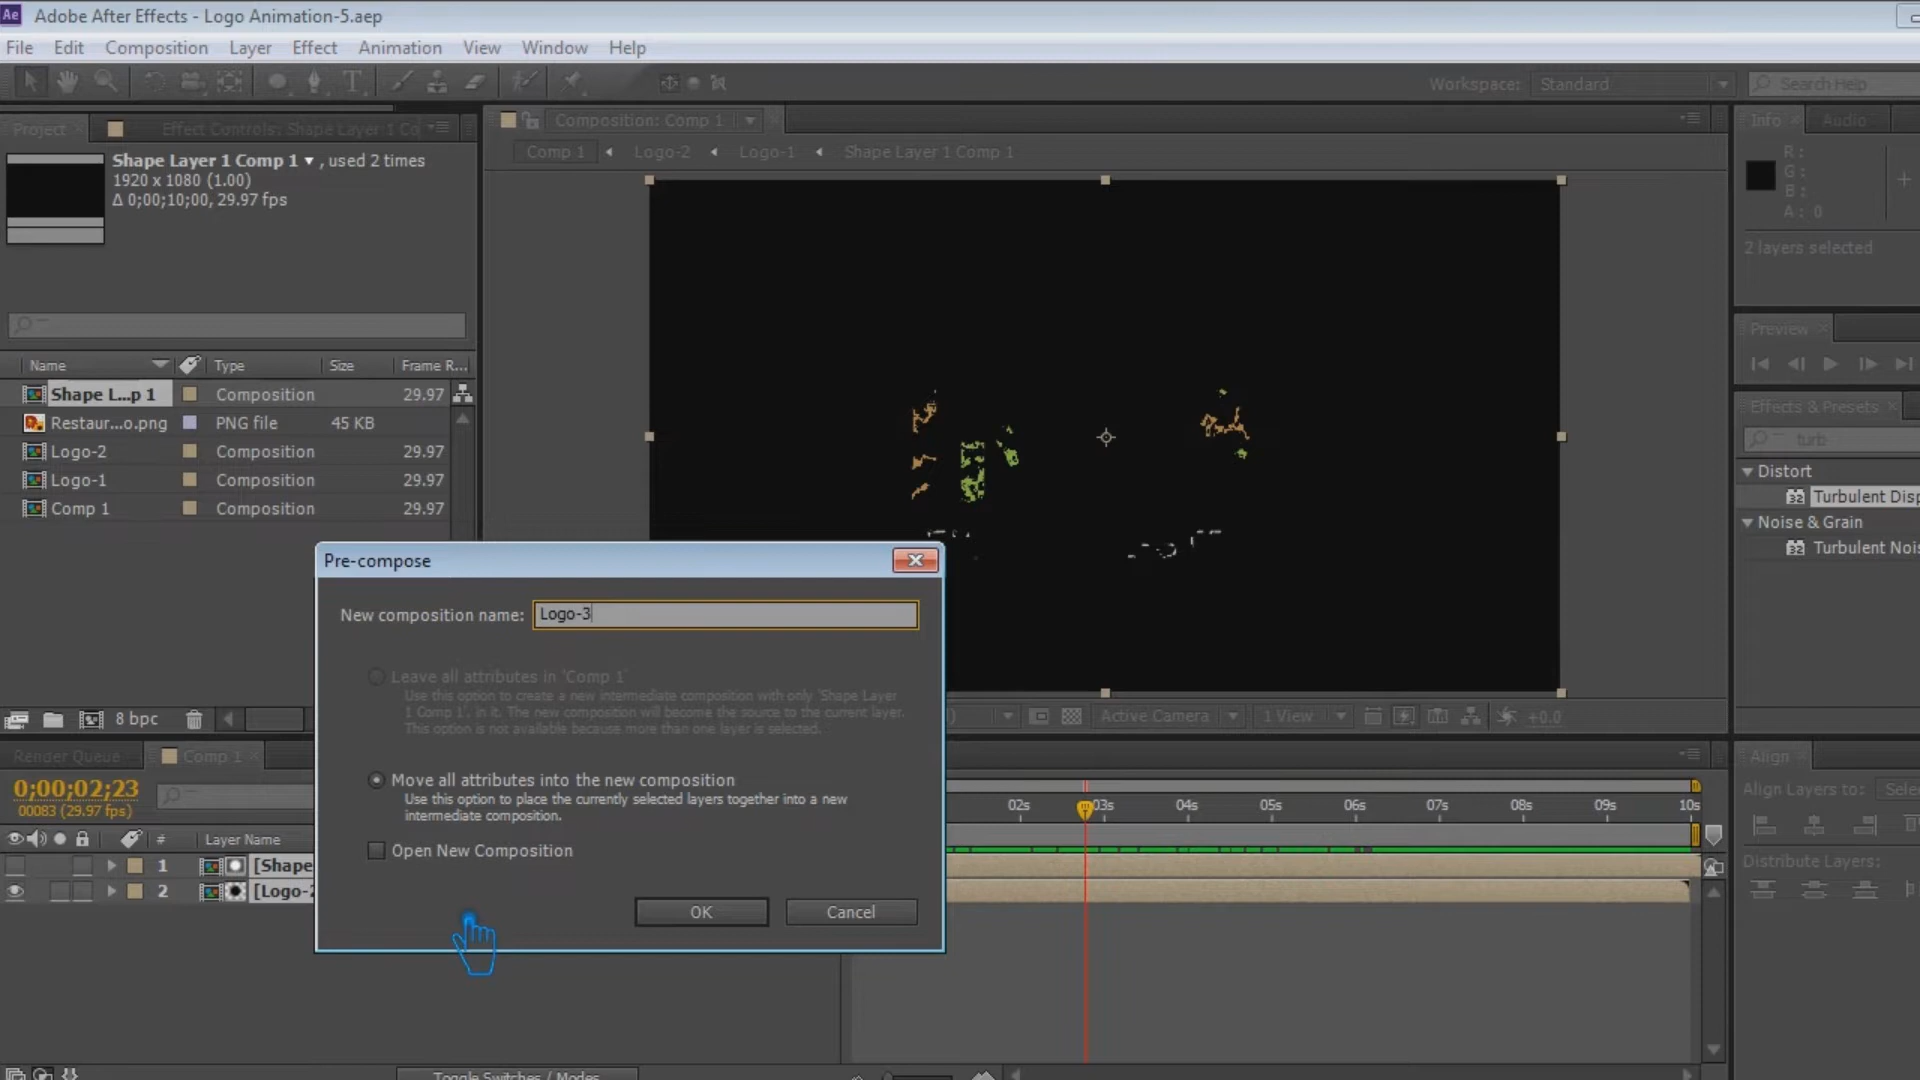 Ae Adobe After Effects - Logo Animation-5.aep
File Edit Composition Layer Effect Animation View Window Help
Workspace: Standard Search Help
Project Effect Controls: Shape Layer 1 Co
Composition: Comp 1
Info Audio
Shape Layer 1 Comp 1 , used 2 times
1920 x 1080 (1.00)
Δ 0;00;10;00, 29.97 fps
Comp 1 Logo-2 Logo-1 Shape Layer 1 Comp 1
R :
G :
B :
A : 0
2 layers selected
Preview
Name Type Size Frame R...
Shape L...p 1 Composition 29.97
Restaur...o.png PNG file 45 KB
Logo-2 Composition 29.97
Logo-1 Composition 29.97
Comp 1 Composition 29.97
Effects & Presets
turb
Distort
32 Turbulent Disp
Noise & Grain
32 Turbulent Nois
Pre-compose
New composition name: Logo-3
Leave all attributes in 'Comp 1'
Use this option to create a new intermediate composition with only 'Shape Layer
1 Comp 1', in it. The new composition will become the source to the current layer.
This option is not available because more than one layer is selected.
Move all attributes into the new composition
Use this option to place the currently selected layers together into a new
intermediate composition.
Open New Composition
OK Cancel
8 bpc
Active Camera 1 View +0.0
Render Queue Comp 1
0;00;02;23
00083 (29.97 fps)
# Layer Name
1 [Shape
2 [Logo-2
02s 03s 04s 05s 06s 07s 08s 09s 10s
Align
Align Layers to: Selec
Distribute Layers:
Toggle Switches / Modes